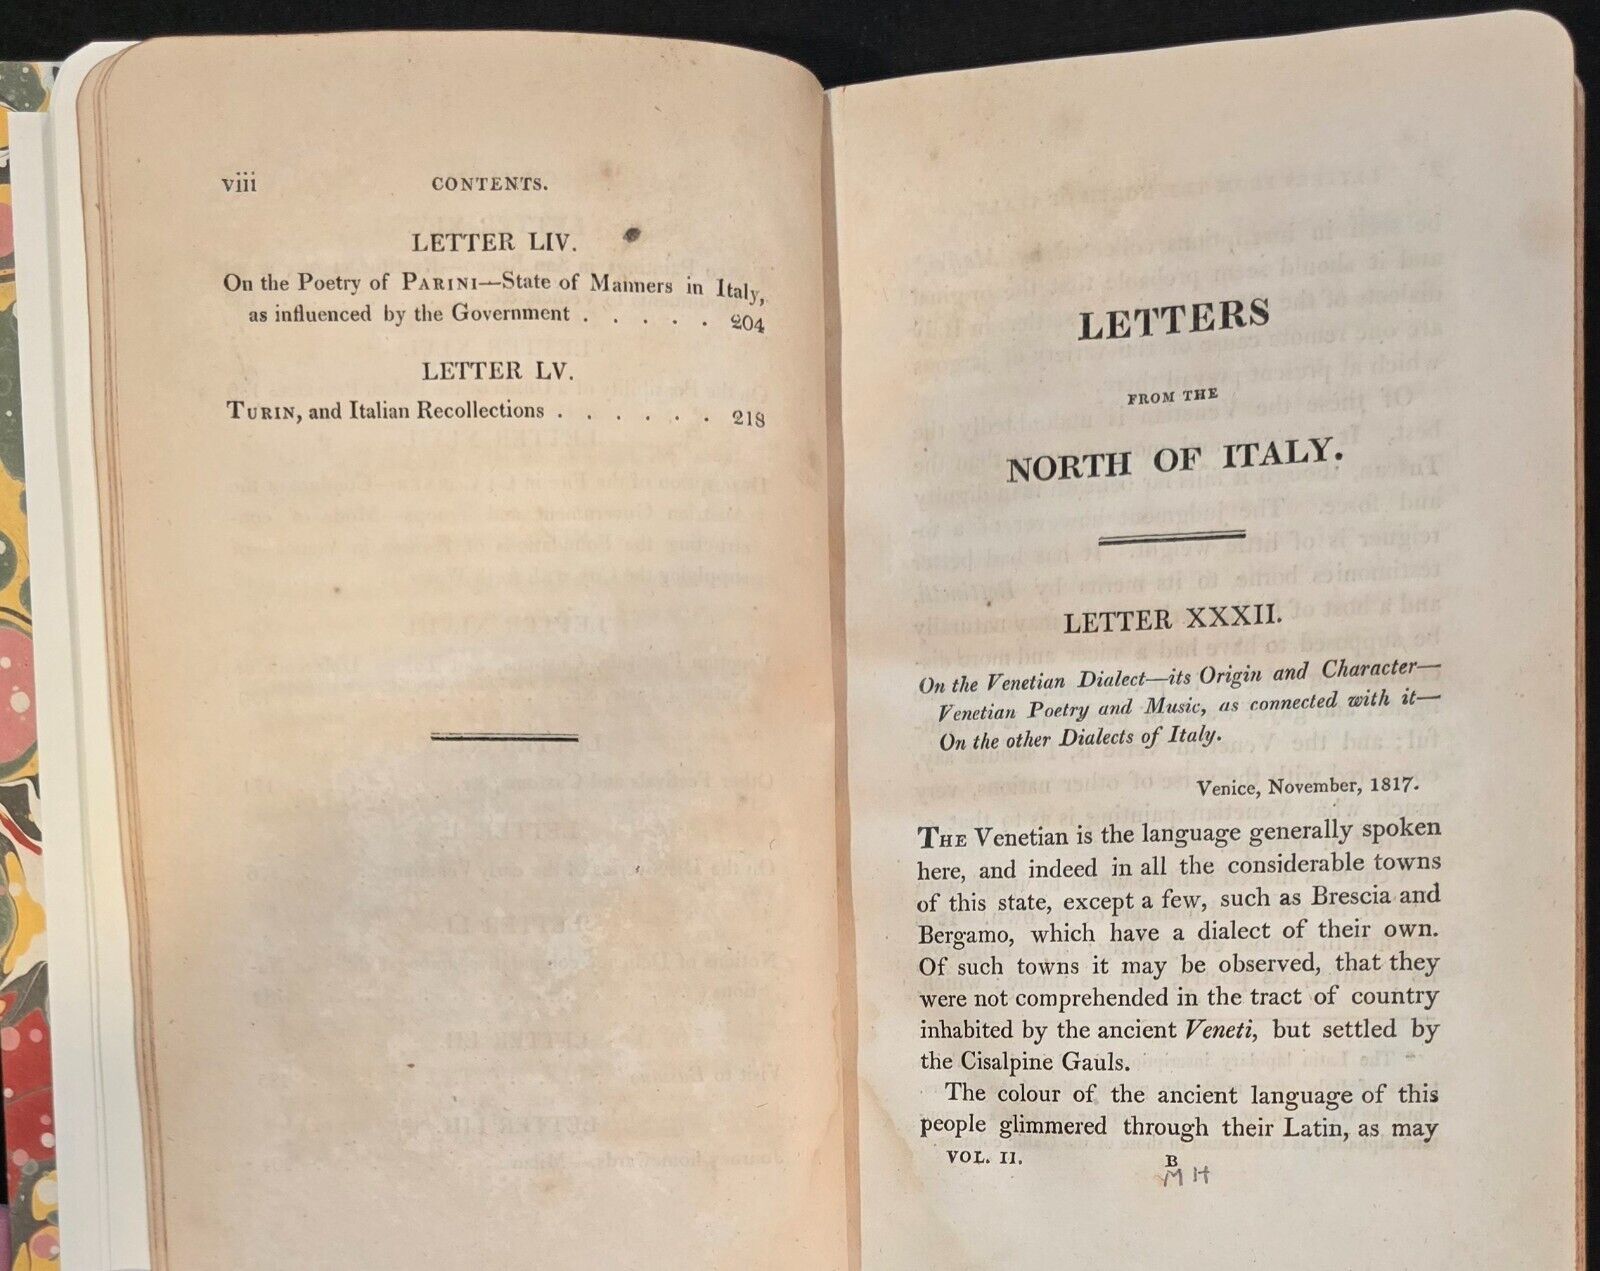 viii CONTENTS.
LETTER LIV.
On the Poetry of PARINI—State of Manners in Italy,
as influenced by the Government . . . . . 204
LETTER LV.
TURIN, and Italian Recollections . . . . . . 218
LETTERS
FROM THE
NORTH OF ITALY.
LETTER XXXII.
On the Venetian Dialect—its Origin and Character—
Venetian Poetry and Music, as connected with it—
On the other Dialects of Italy.
Venice, November, 1817.
THE Venetian is the language generally spoken
here, and indeed in all the considerable towns
of this state, except a few, such as Brescia and
Bergamo, which have a dialect of their own.
Of such towns it may be observed, that they
were not comprehended in the tract of country
inhabited by the ancient Veneti, but settled by
the Cisalpine Gauls.
The colour of the ancient language of this
people glimmered through their Latin, as may
VOL. II. B
MH